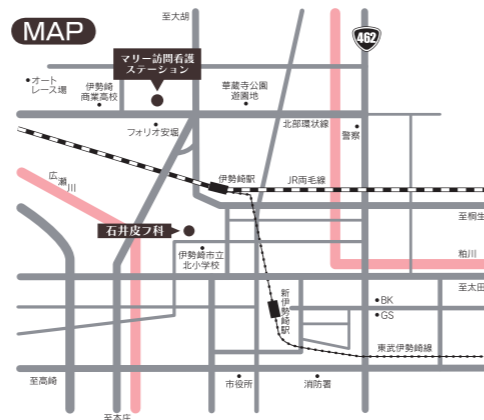 MAP
至大胡
462
マリー訪問看護
ステーション
オート
レース場
伊勢崎
商業高校
華蔵寺公園
遊園地
フォリオ安堀
北部環状線
警察
広瀬川
伊勢崎駅
JR両毛線
石井皮フ科
至桐生
伊勢崎市立
北小学校
粕川
至太田
新伊勢崎駅
BK
GS
東武伊勢崎線
至高崎
市役所
消防署
至本庄